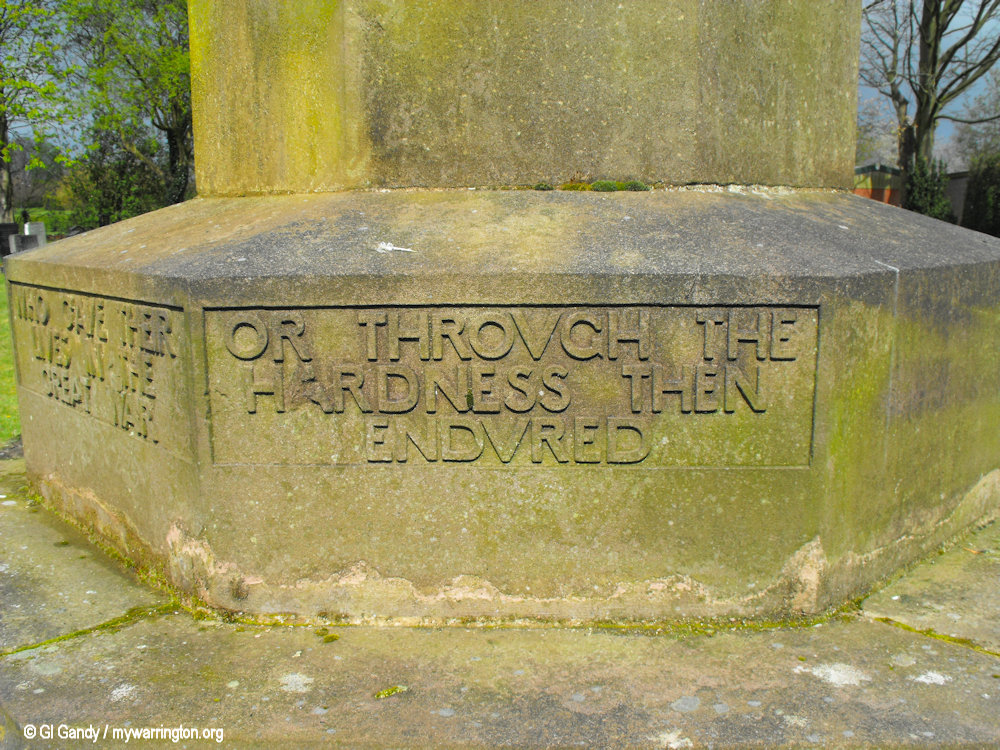 WHO GAVE THEIR
LIVES IN THE
GREAT WAR
OR THROVGH THE
HARDNESS THEN
ENDVRED
© GI Gandy / mywarrington.org